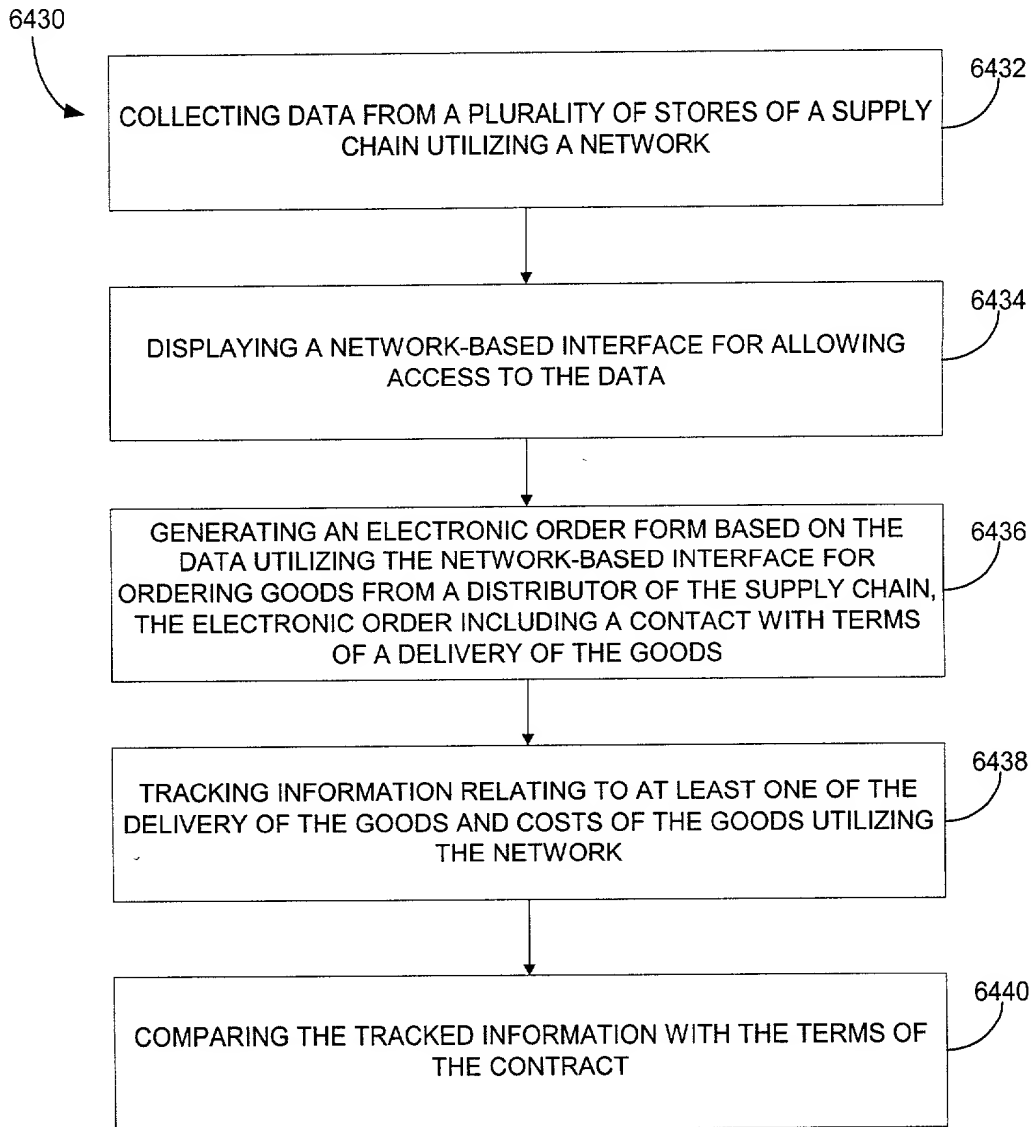 6430
6432
COLLECTING DATA FROM A PLURALITY OF STORES OF A SUPPLY
CHAIN UTILIZING A NETWORK
6434
DISPLAYING A NETWORK-BASED INTERFACE FOR ALLOWING
ACCESS TO THE DATA
6436
GENERATING AN ELECTRONIC ORDER FORM BASED ON THE
DATA UTILIZING THE NETWORK-BASED INTERFACE FOR
ORDERING GOODS FROM A DISTRIBUTOR OF THE SUPPLY CHAIN,
THE ELECTRONIC ORDER INCLUDING A CONTACT WITH TERMS
OF A DELIVERY OF THE GOODS
6438
TRACKING INFORMATION RELATING TO AT LEAST ONE OF THE
DELIVERY OF THE GOODS AND COSTS OF THE GOODS UTILIZING
THE NETWORK
6440
COMPARING THE TRACKED INFORMATION WITH THE TERMS OF
THE CONTRACT